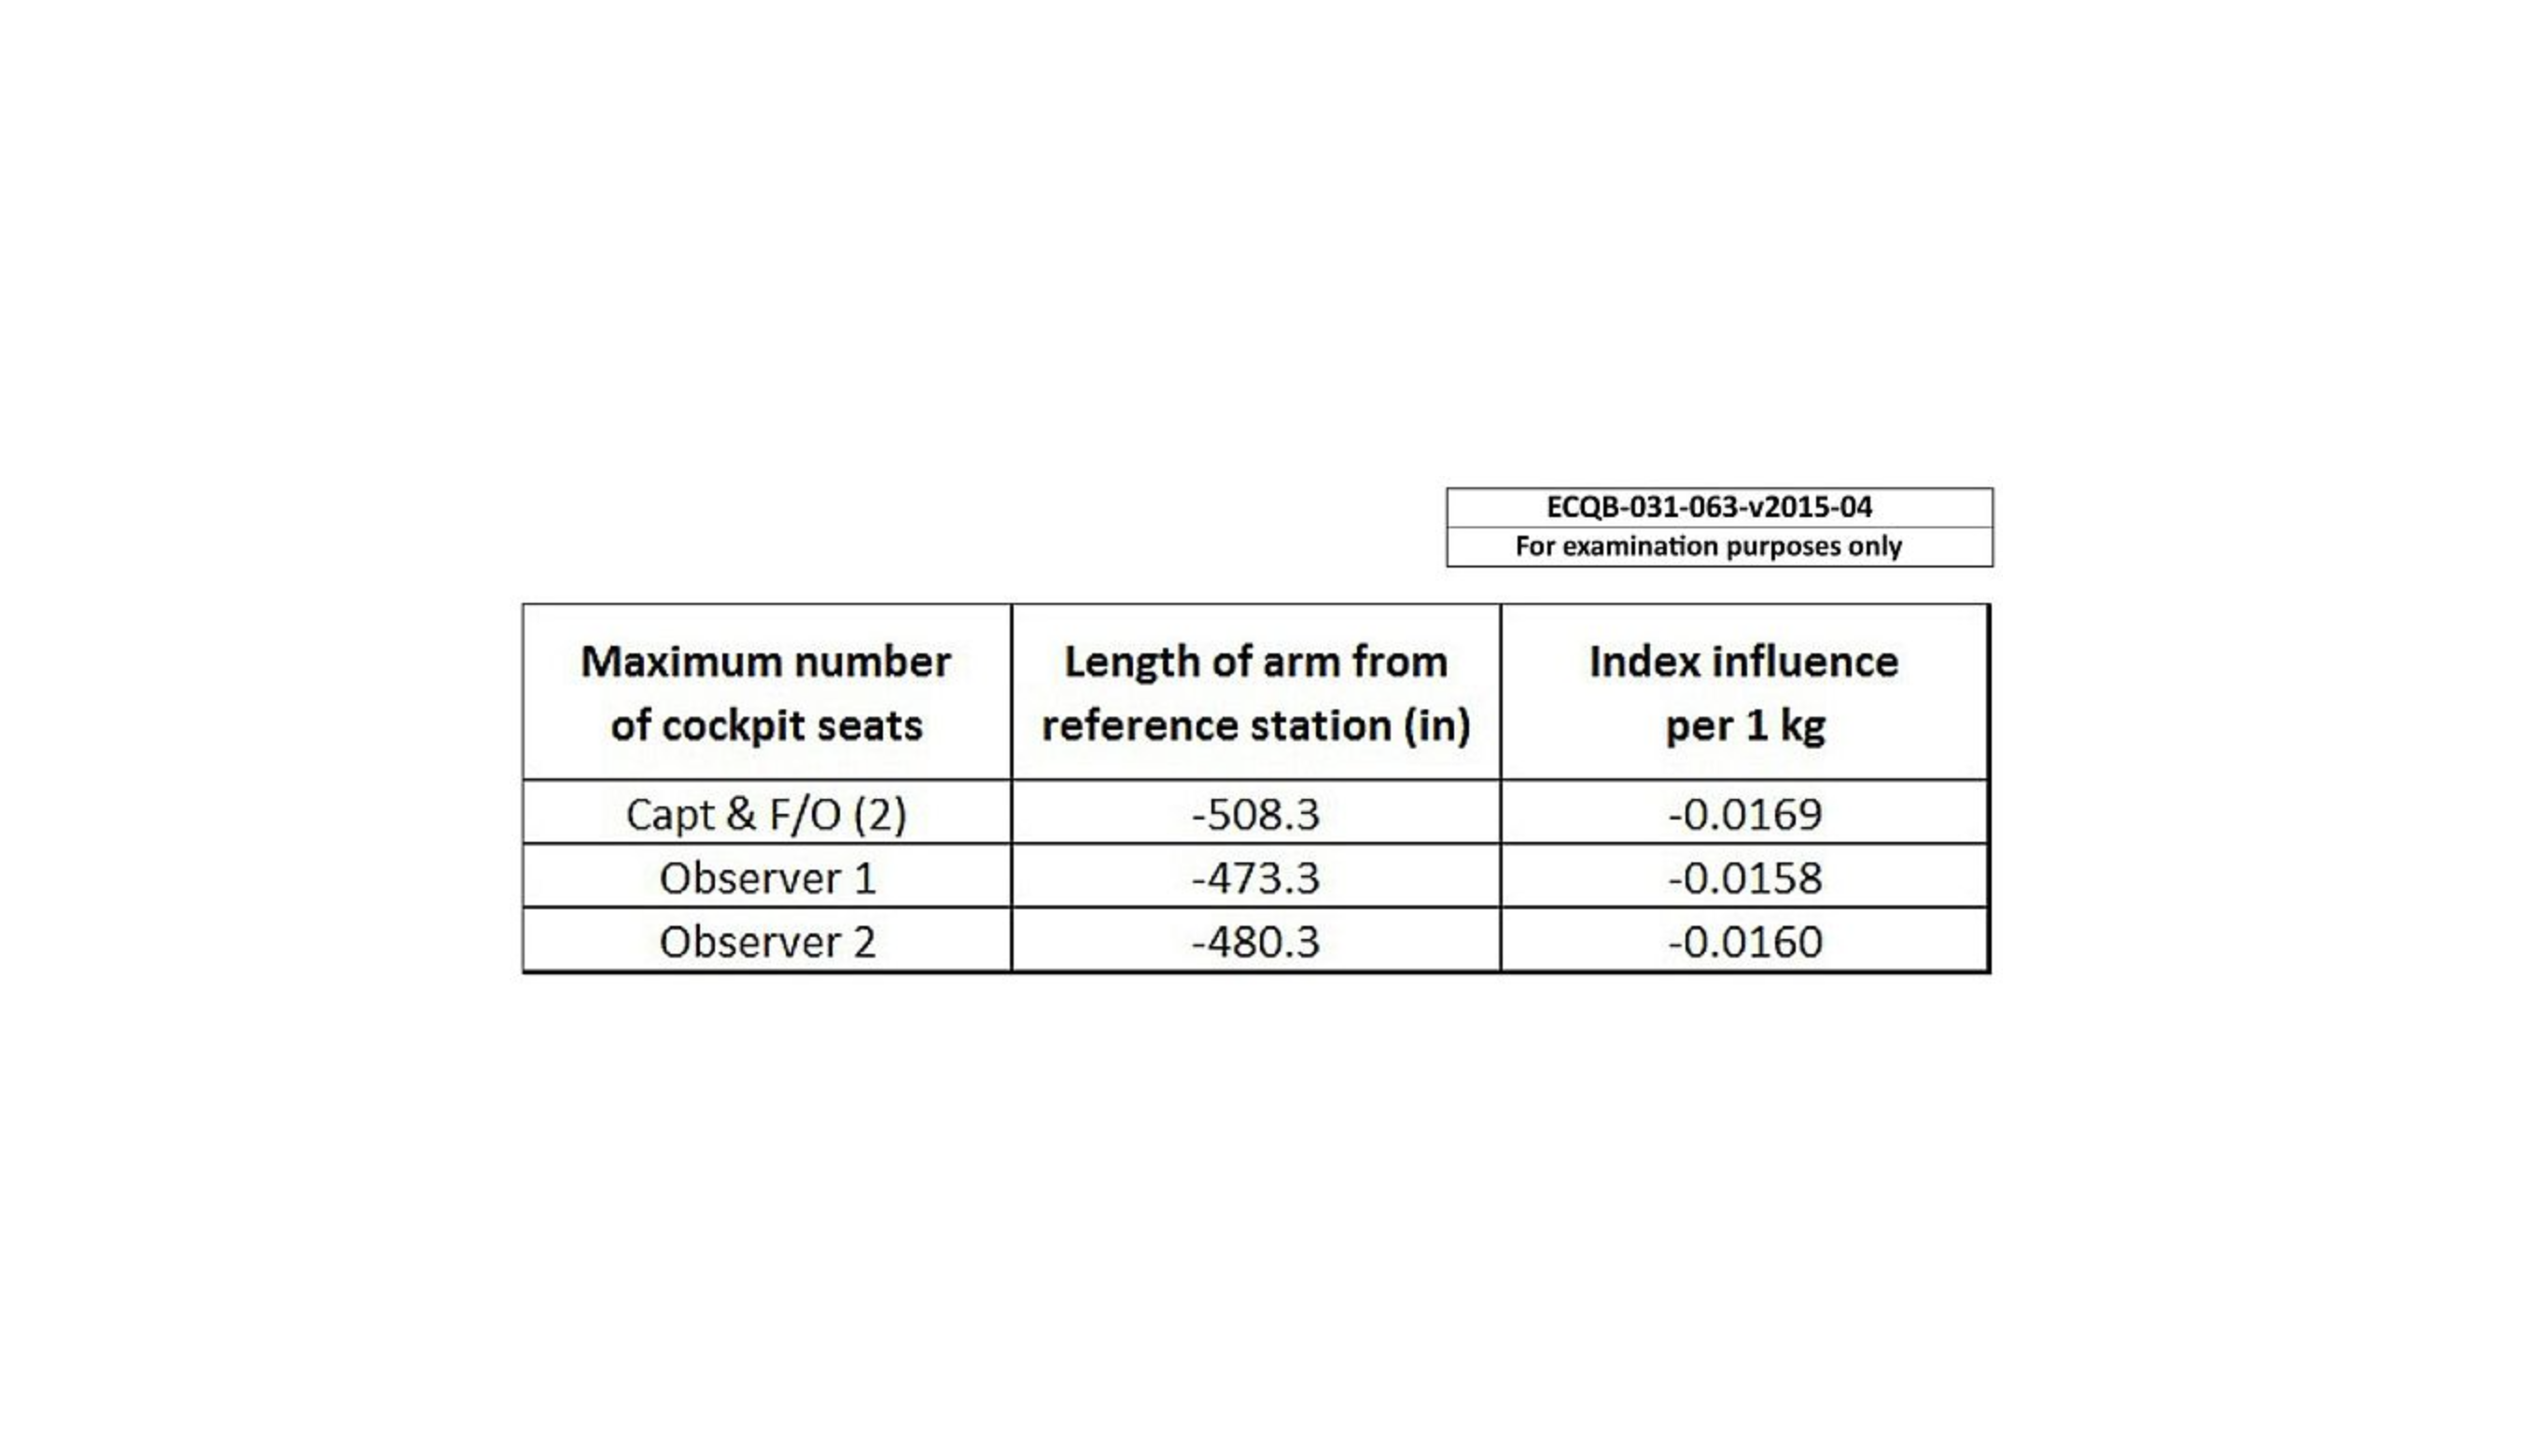 ECQB-031-063-v2015-04
For examination purposes only
Maximum number
of cockpit seats
Length of arm from
reference station (in)
Index influence
per 1 kg
Capt & F/O (2)
-508.3
-0.0169
Observer 1
-473.3
-0.0158
Observer 2
-480.3
-0.0160